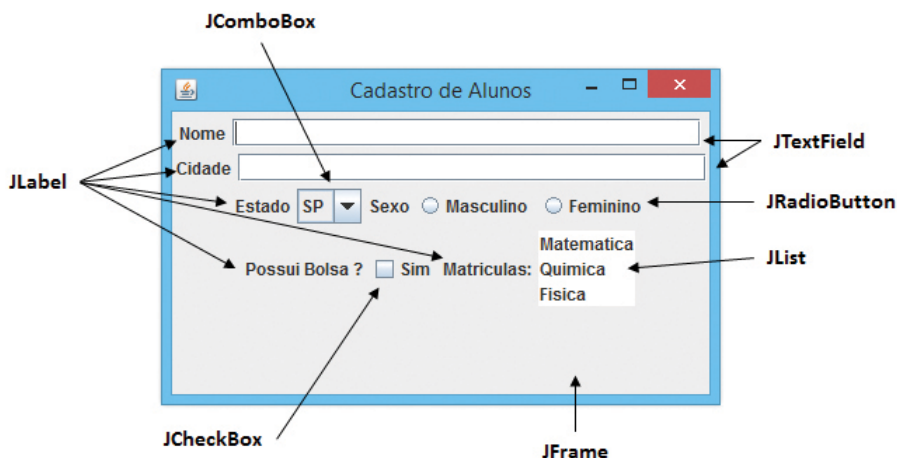 JComboBox
Cadastro de Alunos
Nome
JTextField
Cidade
JLabel
Estado SP Sexo Masculino Feminino
JRadioButton
Matematica
JList
Possui Bolsa ? Sim Matriculas: Quimica
Fisica
JCheckBox
JFrame